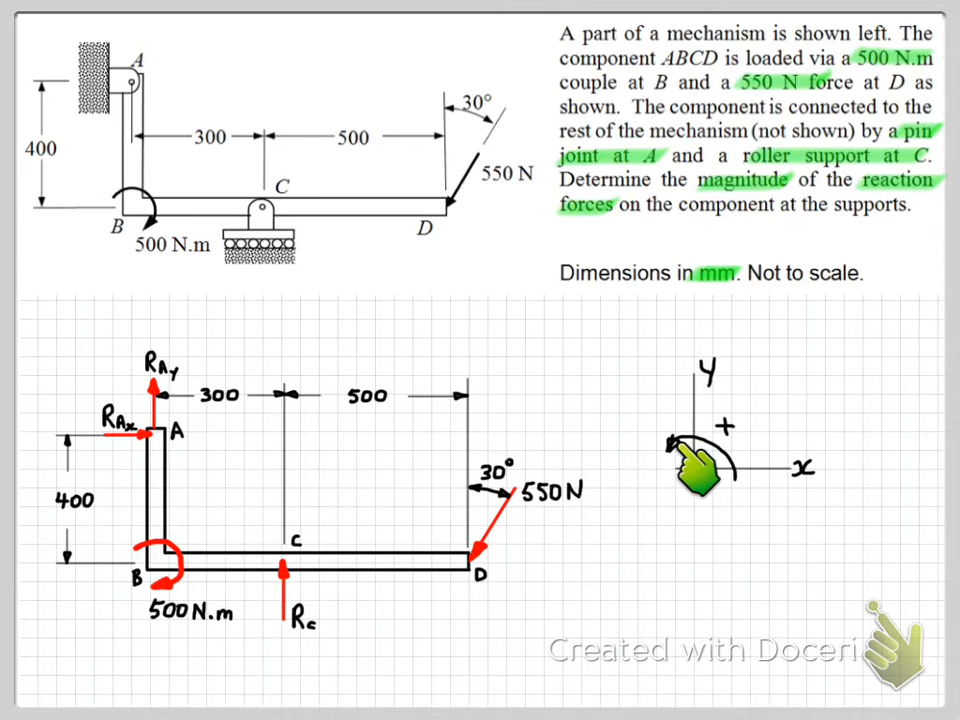 A
400
300
500
30°
550 N
C
B
500 N.m
D
A part of a mechanism is shown left. The
component ABCD is loaded via a 500 N.m
couple at B and a 550 N force at D as
shown. The component is connected to the
rest of the mechanism (not shown) by a pin
joint at A and a roller support at C.
Determine the magnitude of the reaction
forces on the component at the supports.
Dimensions in mm. Not to scale.
RAy
300
500
RAx
A
400
30°
550N
C
B
D
500 N.m
Rc
y
+
x
Created with Doceri